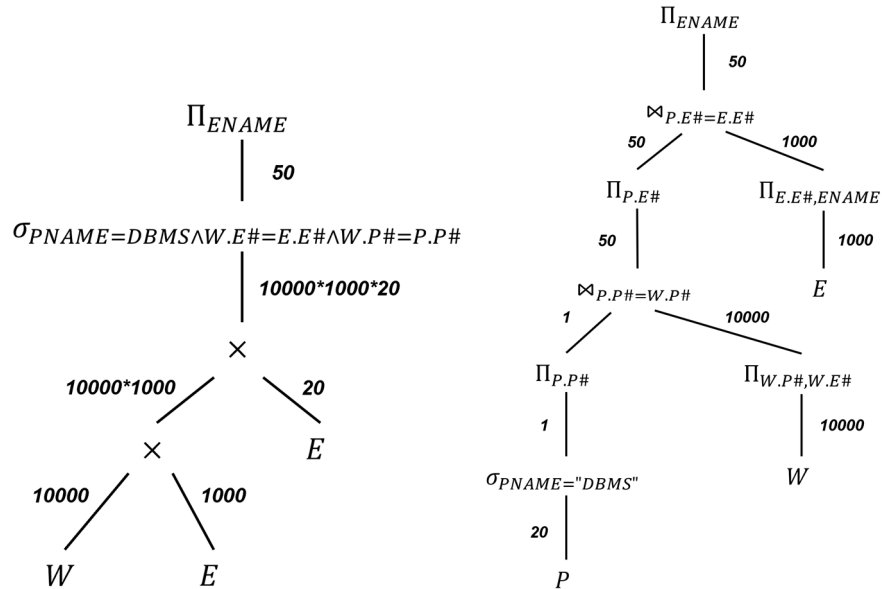 Π_ENAME
50
σ_PNAME=DBMS∧W.E#=E.E#∧W.P#=P.P#
10000*1000*20
×
10000*1000
20
×
E
10000
1000
W
E
Π_ENAME
50
⋈_P.E#=E.E#
50
1000
Π_P.E#
Π_E.E#,ENAME
50
1000
⋈_P.P#=W.P#
E
1
10000
Π_P.P#
Π_W.P#,W.E#
1
10000
σ_PNAME="DBMS"
W
20
P